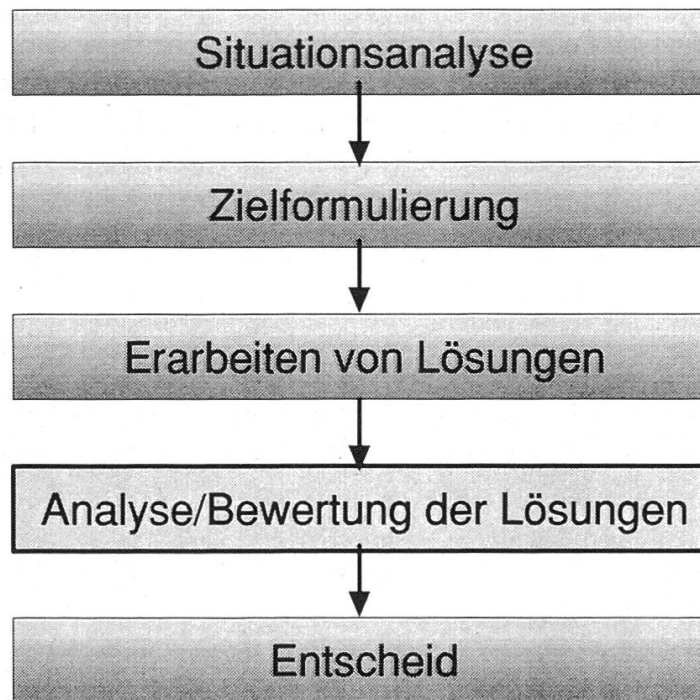 Situationsanalyse
Zielformulierung
Erarbeiten von Lösungen
Analyse/Bewertung der Lösungen
Entscheid